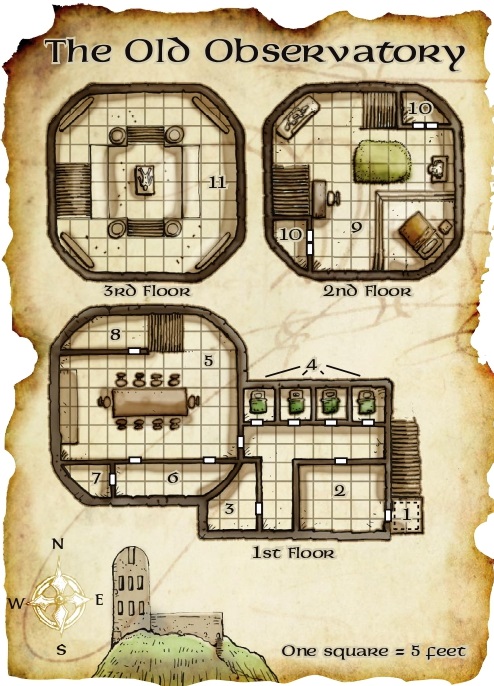 The Old Observatory
10
11
10
9
3rd Floor
2nd Floor
8
5
4
7
6
3
2
1
1st Floor
N
W
E
S
One square = 5 feet